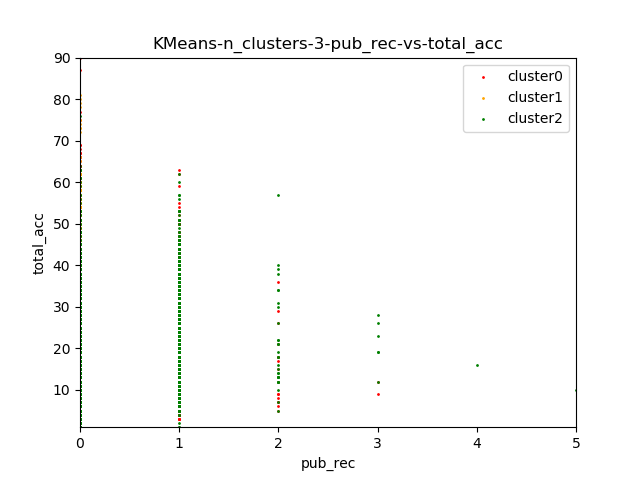 KMeans-n_clusters-3-pub_rec-vs-total_acc
90
80
70
60
50
40
30
20
10
total_acc
cluster0
cluster1
cluster2
0 1 2 3 4 5
pub_rec